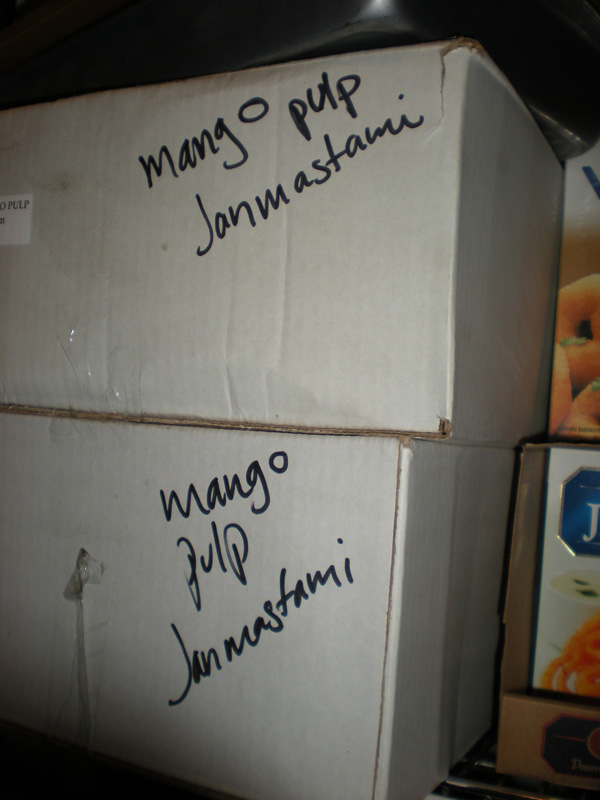 mango pulp
Janmastami
O PULP
mango
pulp
Janmastami
J